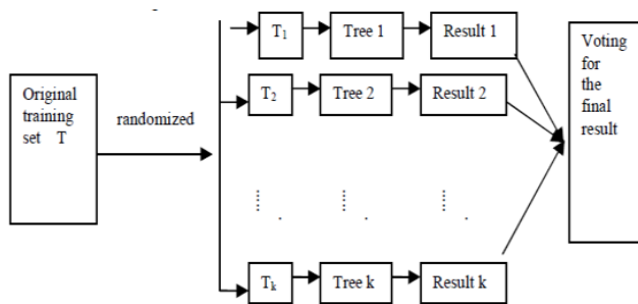 T₁ Tree 1 Result 1
Voting
for
the
final
result
Original
training
set T
randomized
T₂ Tree 2 Result 2
Tₖ Tree k Result k